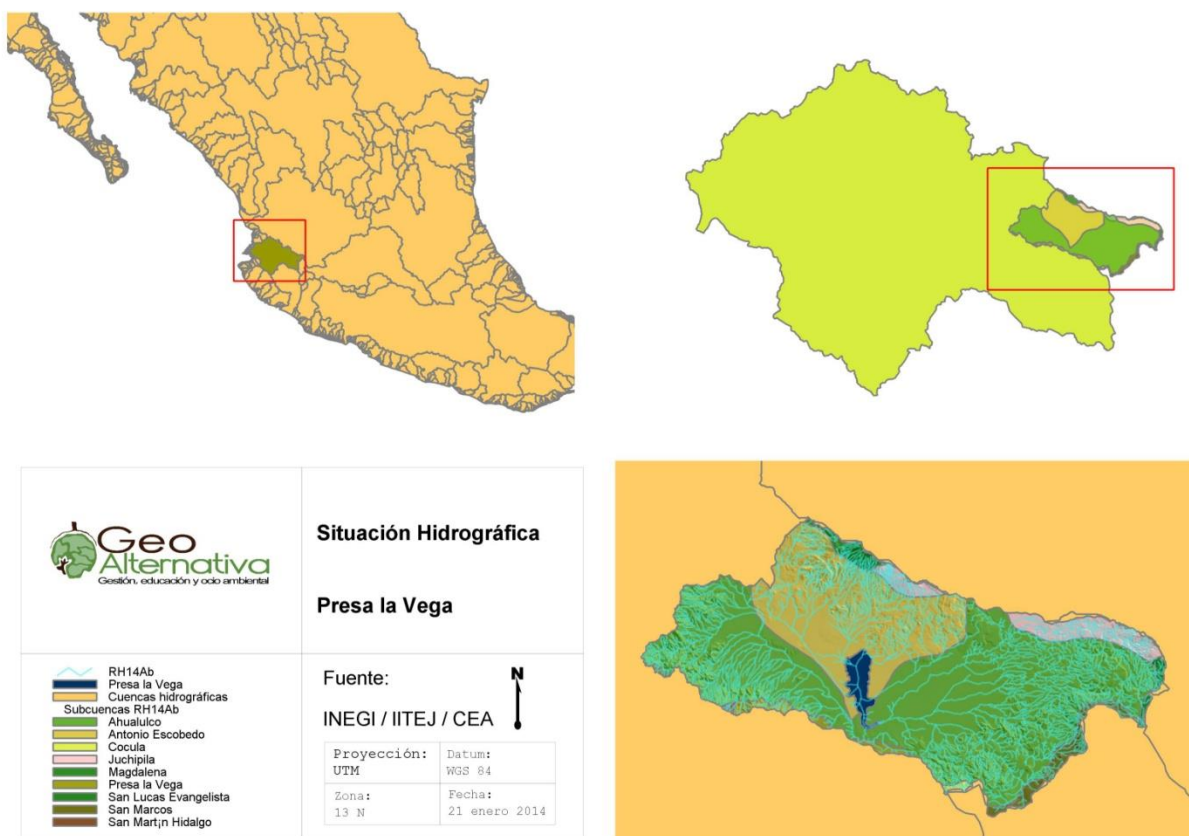 Geo
Alternativa
Gestión, educación y ocio ambiental
Situación Hidrográfica
Presa la Vega
RH14Ab
Presa la Vega
Cuencas hidrográficas
Subcuencas RH14Ab
Ahualulco
Antonio Escobedo
Cocula
Juchipila
Magdalena
Presa la Vega
San Lucas Evangelista
San Marcos
San Mart¡n Hidalgo
Fuente:
INEGI / IITEJ / CEA
N
Proyección:
UTM
Datum:
WGS 84
Zona:
13 N
Fecha:
21 enero 2014